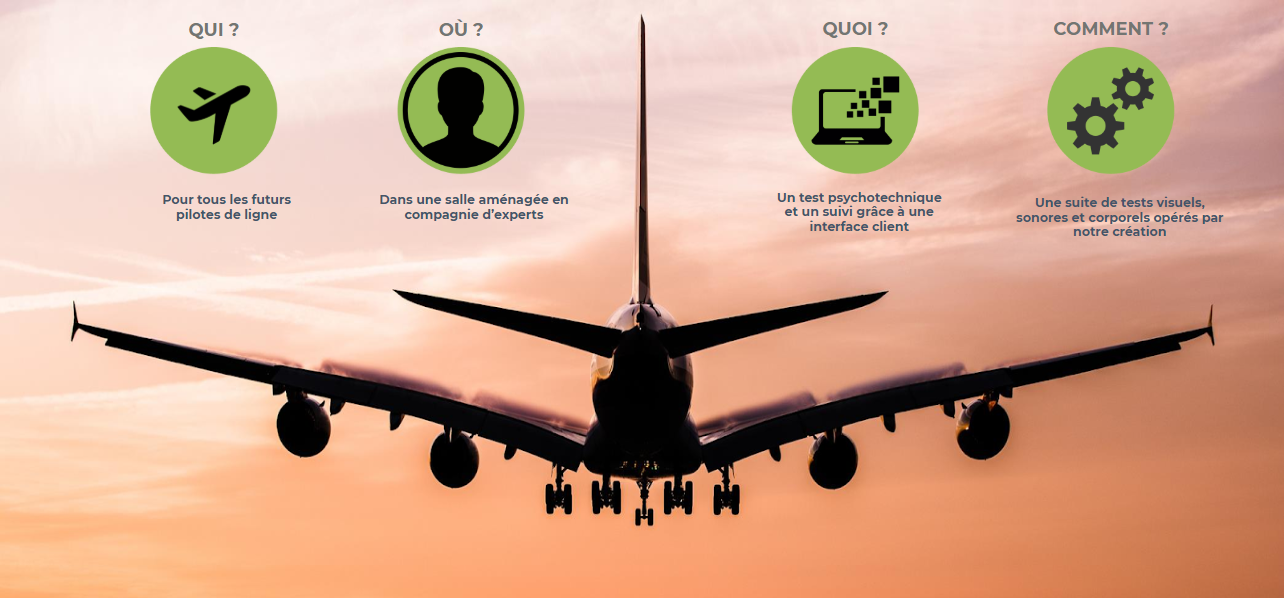 QUI ?
Pour tous les futurs
pilotes de ligne
OÙ ?
Dans une salle aménagée en
compagnie d'experts
QUOI ?
Un test psychotechnique
et un suivi grâce à une
interface client
COMMENT ?
Une suite de tests visuels,
sonores et corporels opérés par
notre création